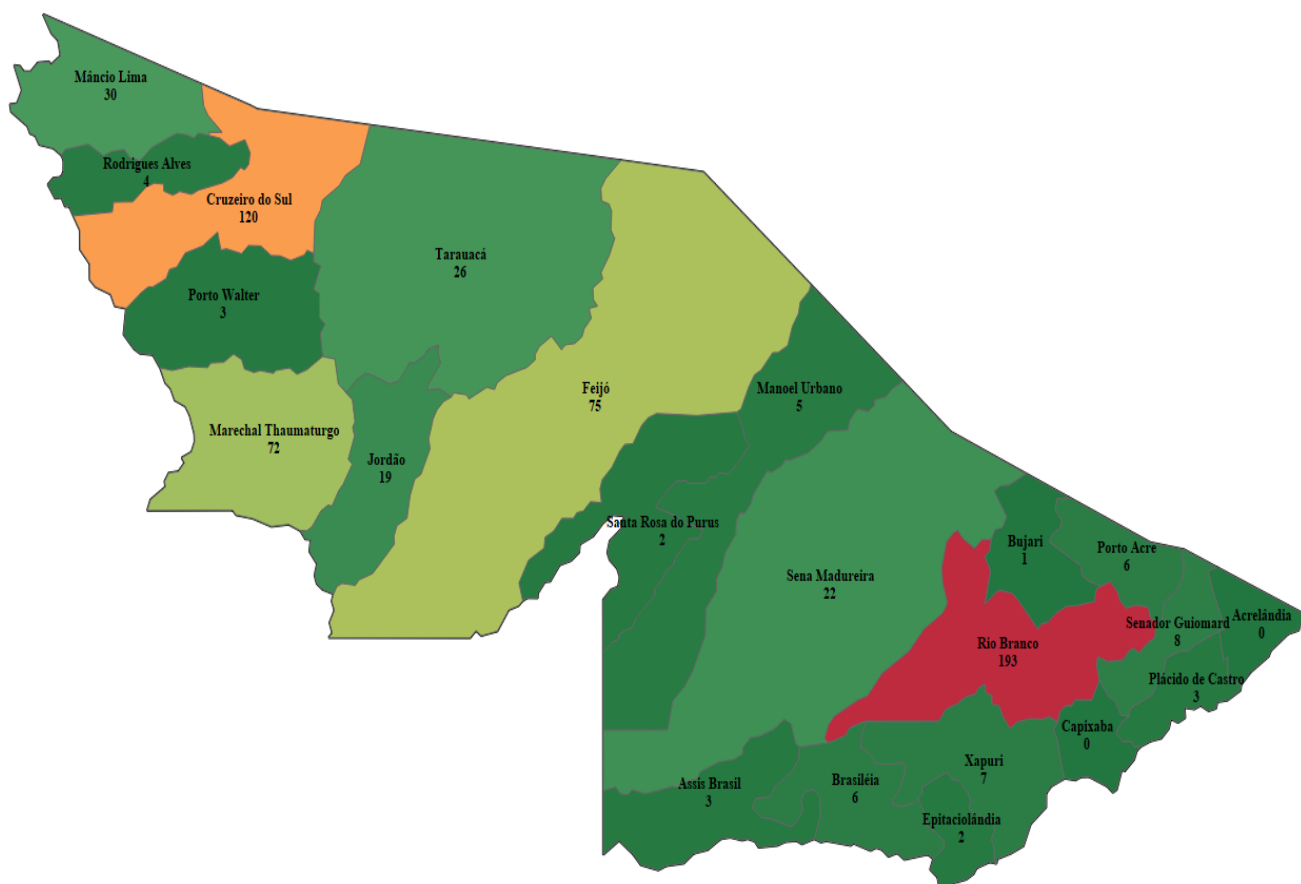 Mâncio Lima
30
Rodrigues Alves
4
Cruzeiro do Sul
120
Tarauacá
26
Porto Walter
3
Feijó
75
Manoel Urbano
5
Marechal Thaumaturgo
72
Jordão
19
Santa Rosa do Purus
2
Bujari
1
Porto Acre
6
Sena Madureira
22
Acrelândia
0
Senador Guiomard
8
Rio Branco
193
Plácido de Castro
3
Capixaba
0
Xapuri
7
Assis Brasil
3
Brasiléia
6
Epitaciolândia
2